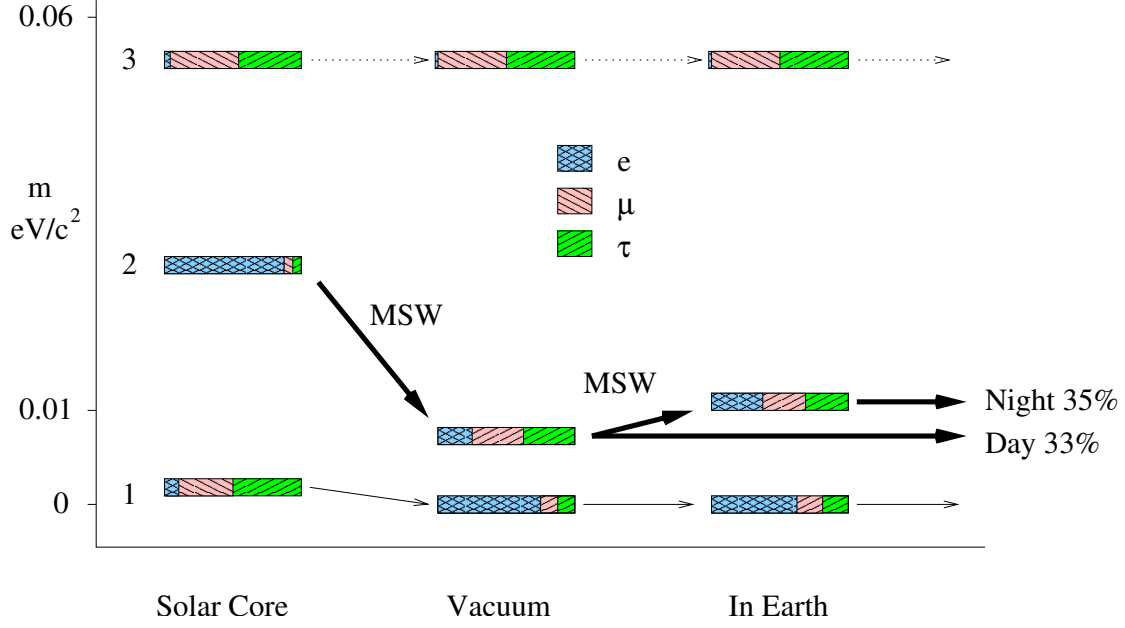 0.06
3
e
m
μ
eV/c²
τ
2
MSW
MSW
0.01
Night 35%
Day 33%
1
0
Solar Core
Vacuum
In Earth